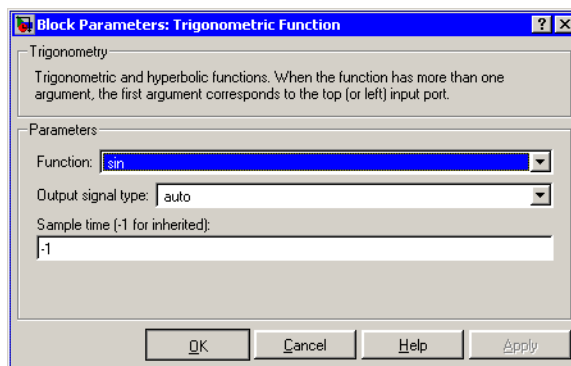 Block Parameters: Trigonometric Function
Trigonometry
Trigonometric and hyperbolic functions. When the function has more than one
argument, the first argument corresponds to the top (or left) input port.
Parameters
Function: sin
Output signal type: auto
Sample time (-1 for inherited):
-1
OK Cancel Help Apply